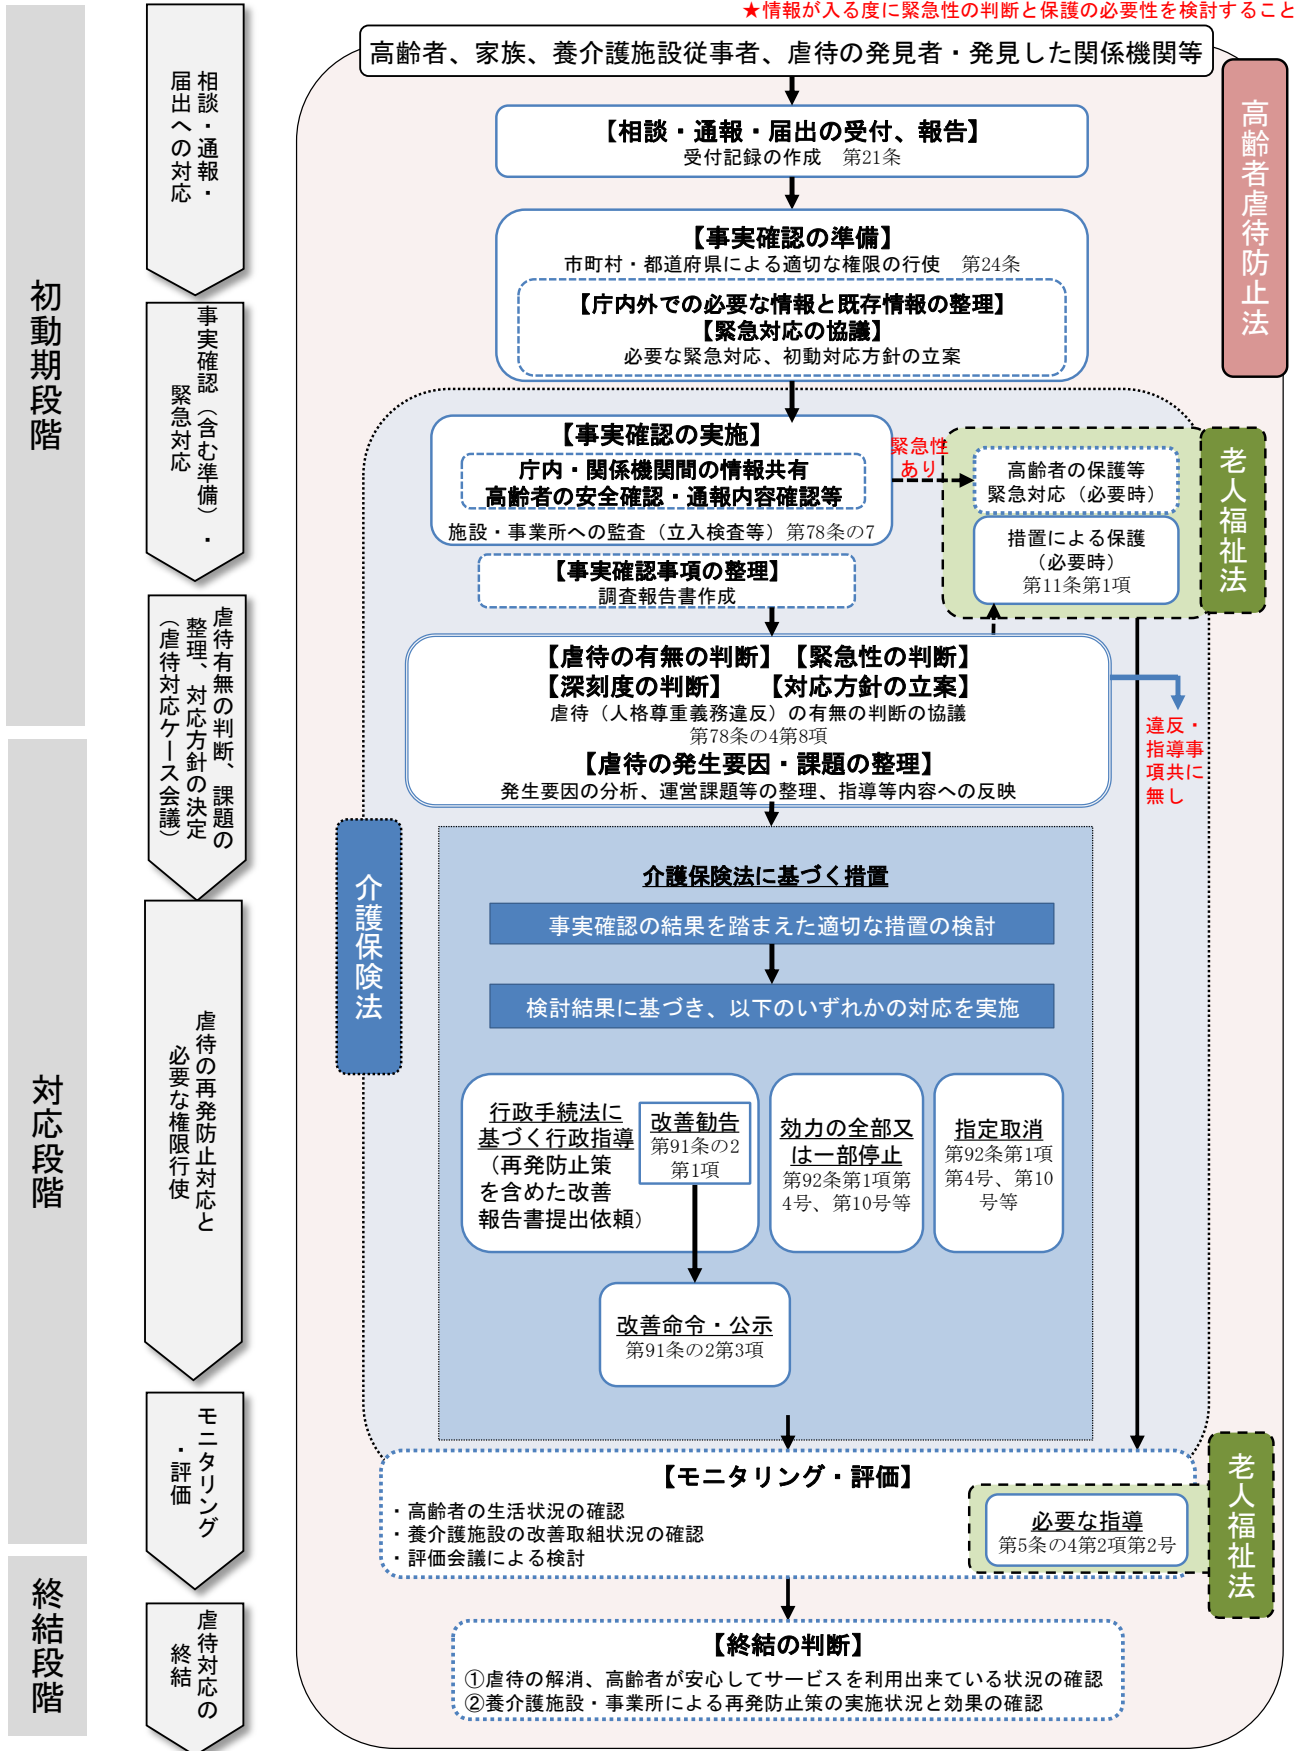 ★情報が入る度に緊急性の判断と保護の必要性を検討すること
高齢者、家族、養介護施設従事者、虐待の発見者・発見した関係機関等
高齢者虐待防止法
初動期段階
対応段階
終結段階
相談・通報・
届出への対応
事実確認（含む準備）・
緊急対応
虐待有無の判断、課題の
整理、対応方針の決定
（虐待対応ケース会議）
虐待の再発防止対応と
必要な権限行使
モニタリング
・評価
虐待対応の
終結
【相談・通報・届出の受付、報告】
受付記録の作成　第21条
【事実確認の準備】
市町村・都道府県による適切な権限の行使　第24条
【庁内外での必要な情報と既存情報の整理】
【緊急対応の協議】
必要な緊急対応、初動対応方針の立案
【事実確認の実施】
庁内・関係機関間の情報共有
高齢者の安全確認・通報内容確認等
施設・事業所への監査（立入検査等）第78条の7
緊急性
あり
高齢者の保護等
緊急対応（必要時）
措置による保護
（必要時）
第11条第1項
老人福祉法
【事実確認事項の整理】
調査報告書作成
【虐待の有無の判断】【緊急性の判断】
【深刻度の判断】　【対応方針の立案】
虐待（人格尊重義務違反）の有無の判断の協議
第78条の4第8項
【虐待の発生要因・課題の整理】
発生要因の分析、運営課題等の整理、指導等内容への反映
違反・
指導事
項共に
無し
介護保険法
介護保険法に基づく措置
事実確認の結果を踏まえた適切な措置の検討
検討結果に基づき、以下のいずれかの対応を実施
行政手続法に
基づく行政指導
（再発防止策
を含めた改善
報告書提出依頼）
改善勧告
第91条の2
第1項
効力の全部又
は一部停止
第92条第1項第
4号、第10号等
指定取消
第92条第1項
第4号、第10
号等
改善命令・公示
第91条の2第3項
【モニタリング・評価】
・高齢者の生活状況の確認
・養介護施設の改善取組状況の確認
・評価会議による検討
必要な指導
第5条の4第2項第2号
老人福祉法
【終結の判断】
①虐待の解消、高齢者が安心してサービスを利用出来ている状況の確認
②養介護施設・事業所による再発防止策の実施状況と効果の確認